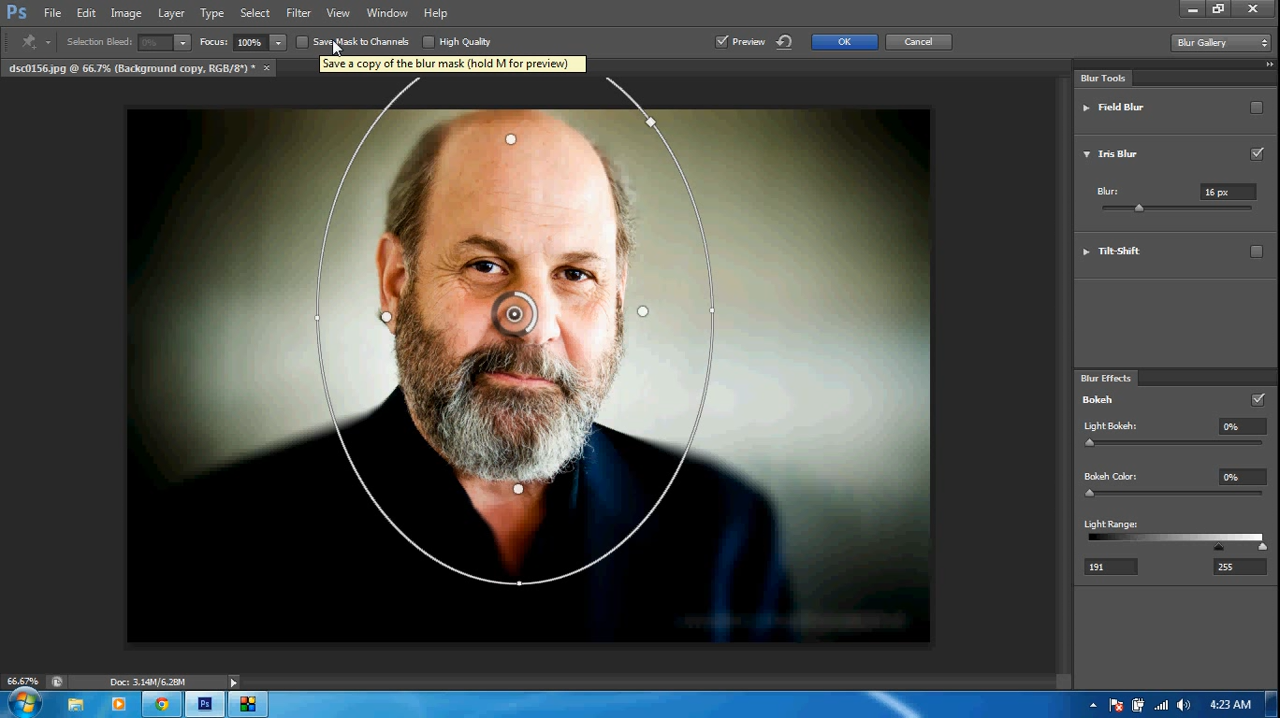 Ps File Edit Image Layer Type Select Filter View Window Help
Selection Bleed: 0% Focus: 100% Save Mask to Channels High Quality Preview OK Cancel Blur Gallery
Save a copy of the blur mask (hold M for preview)
dsc0156.jpg @ 66.7% (Background copy, RGB/8*) * ×
Blur Tools
Field Blur
Iris Blur
Blur: 16 px
Tilt-Shift
Blur Effects
Bokeh
Light Bokeh: 0%
Bokeh Color: 0%
Light Range:
191 255
66.67% Doc: 3.14M/6.28M
Ps 4:23 AM